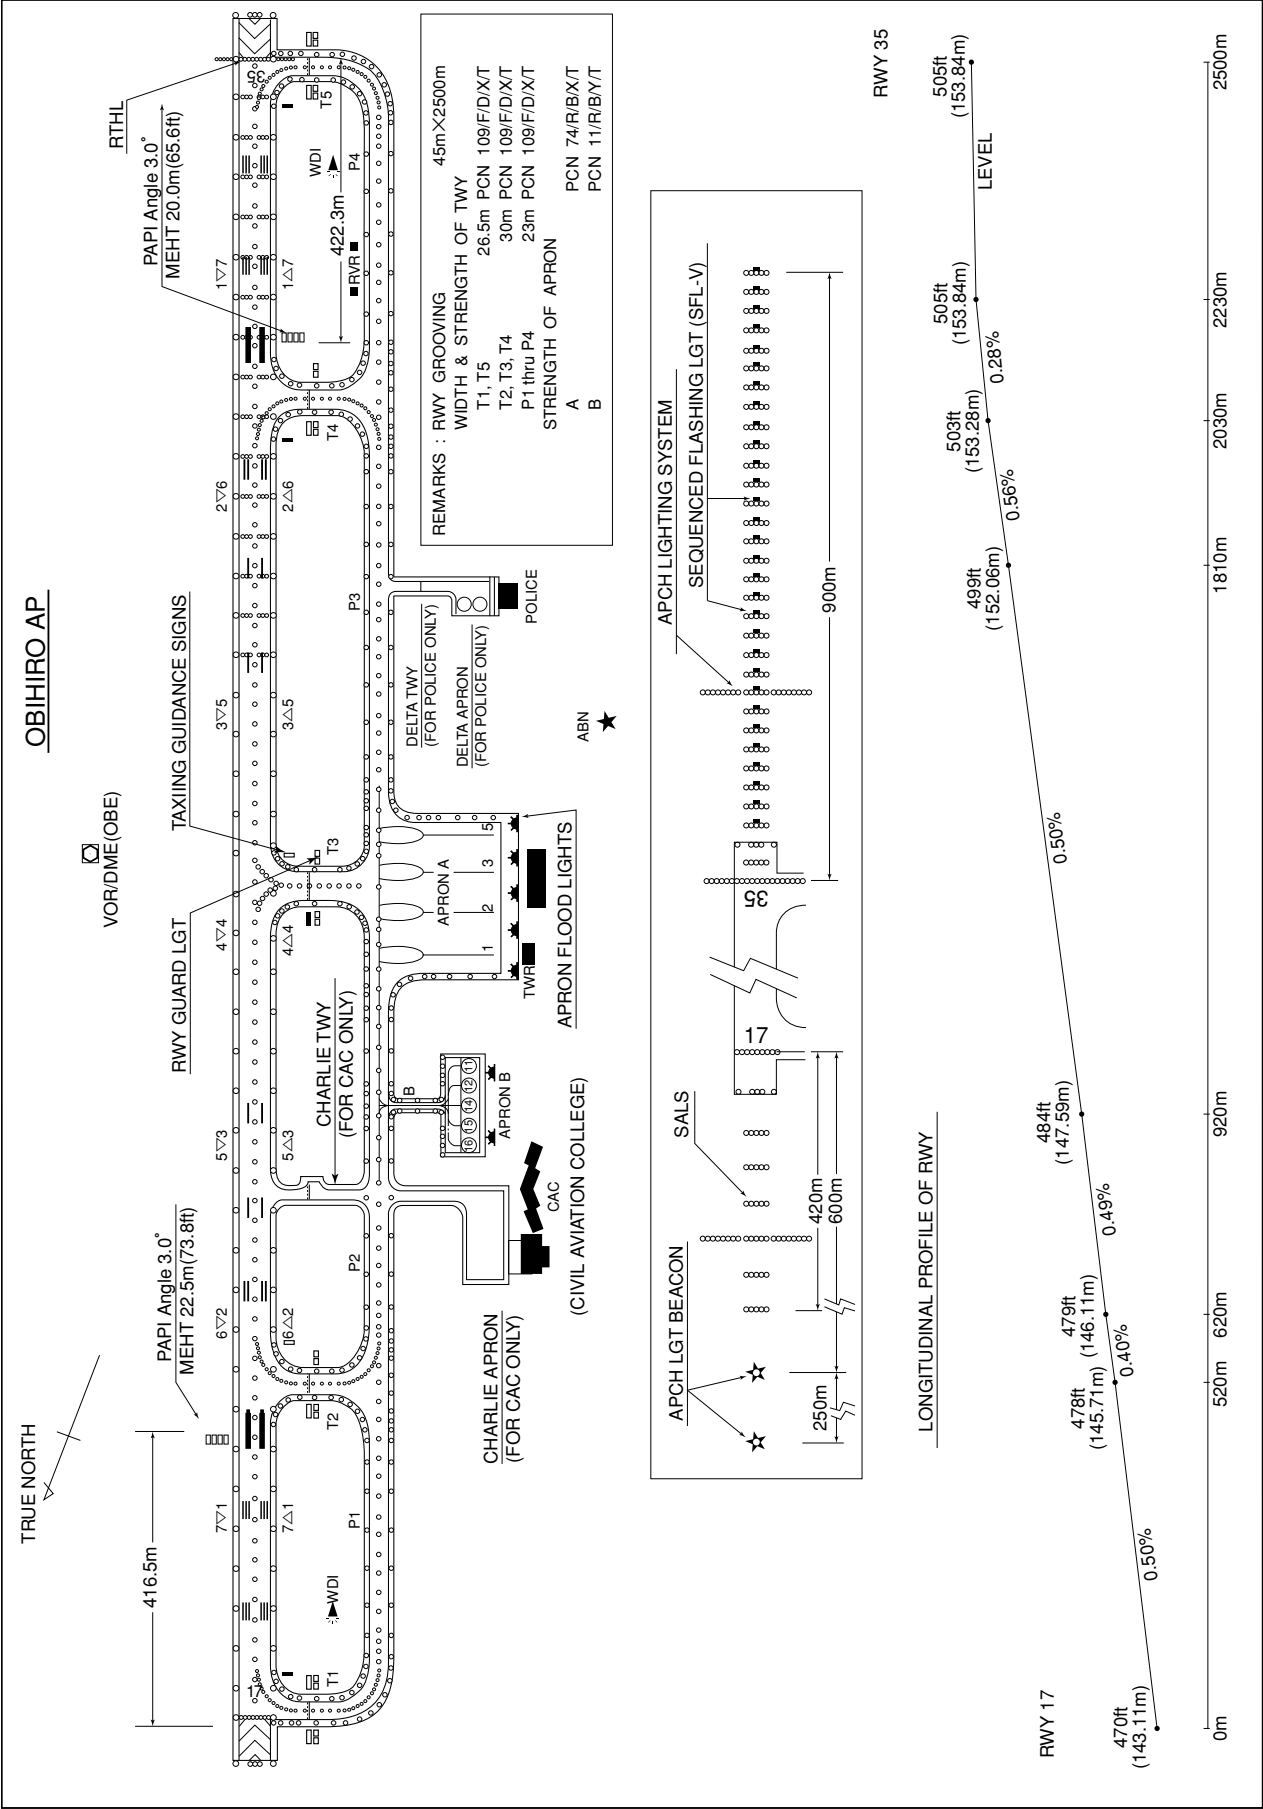 OBIHIRO AP
TRUE NORTH
VOR/DME(OBE)
416.5m
PAPI Angle 3.0°
MEHT 22.5m(73.8ft)
RWY GUARD LGT
TAXIING GUIDANCE SIGNS
PAPI Angle 3.0°
MEHT 20.0m(65.6ft)
RTHL
7▽1
6▽2
5▽3
4▽4
3▽5
2▽6
1▽7
17
35
7△1
6△2
5△3
4△4
3△5
2△6
1△7
CHARLIE TWY
(FOR CAC ONLY)
WDI
WDI
T1
T2
T3
T4
T5
RVR
422.3m
P1
P2
P3
P4
B
16
15
14
12
11
APRON B
APRON A
1
2
3
5
TWR
APRON FLOOD LIGHTS
DELTA TWY
(FOR POLICE ONLY)
DELTA APRON
(FOR POLICE ONLY)
POLICE
ABN
CHARLIE APRON
(FOR CAC ONLY)
CAC
(CIVIL AVIATION COLLEGE)
REMARKS : RWY GROOVING 45m×2500m
WIDTH & STRENGTH OF TWY
T1, T5 26.5m PCN 109/F/D/X/T
T2, T3, T4 30m PCN 109/F/D/X/T
P1 thru P4 23m PCN 109/F/D/X/T
STRENGTH OF APRON
A PCN 74/R/B/X/T
B PCN 11/R/B/Y/T
APCH LGT BEACON
SALS
APCH LIGHTING SYSTEM
SEQUENCED FLASHING LGT (SFL-V)
17
35
250m
420m
600m
900m
LONGITUDINAL PROFILE OF RWY
RWY 17
RWY 35
470ft
(143.11m)
0.50%
478ft
(145.71m)
0.40%
479ft
(146.11m)
0.49%
484ft
(147.59m)
0.50%
499ft
(152.06m)
0.56%
503ft
(153.28m)
0.28%
505ft
(153.84m)
LEVEL
505ft
(153.84m)
0m
520m
620m
920m
1810m
2030m
2230m
2500m